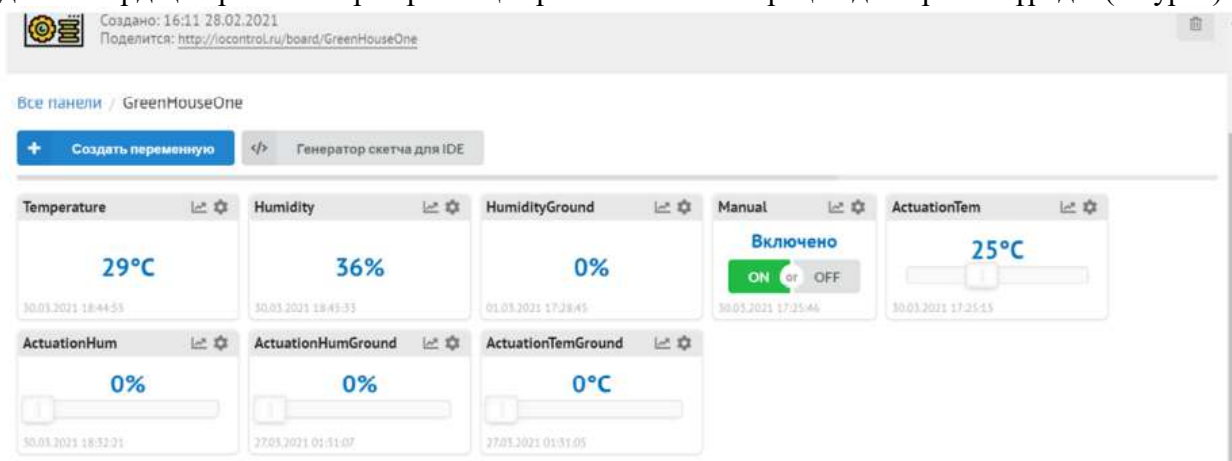 Создано: 16:11 28.02.2021
Поделится: http://iocontrol.ru/board/GreenHouseOne
Все панели / GreenHouseOne
+ Создать переменную </> Генератор скетча для IDE
Temperature Humidity HumidityGround Manual ActuationTem
29°C 36% 0% Включено 25°C
ON or OFF
30.03.2021 18:44:53 30.03.2021 18:45:33 01.03.2021 17:28:45 30.03.2021 17:25:46 30.03.2021 17:25:15
ActuationHum ActuationHumGround ActuationTemGround
0% 0% 0°C
30.03.2021 18:32:21 27.03.2021 01:31:07 27.03.2021 01:31:05